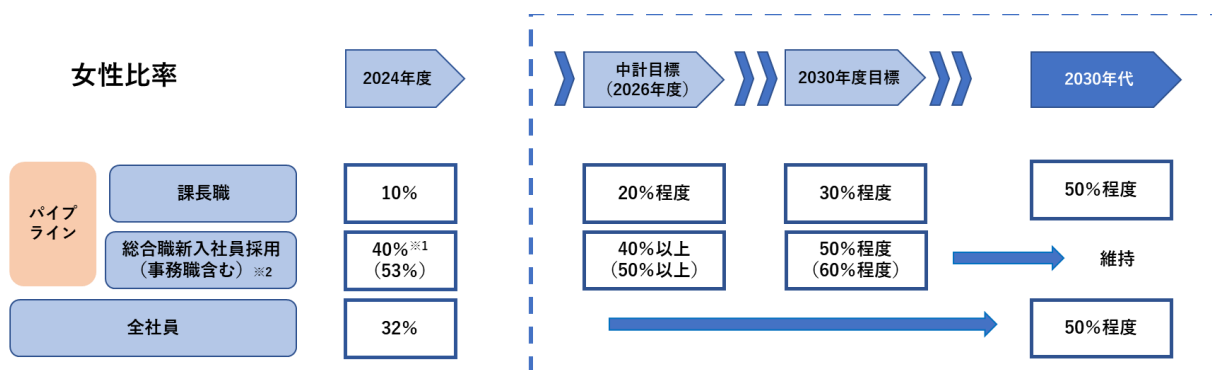 女性比率
2024年度
中計目標
（2026年度）
2030年度目標
2030年代
パイプ
ライン
課長職
10%
20%程度
30%程度
50%程度
総合職新入社員採用
（事務職含む）※2
40%※1
（53%）
40%以上
（50%以上）
50%程度
（60%程度）
維持
全社員
32%
50%程度